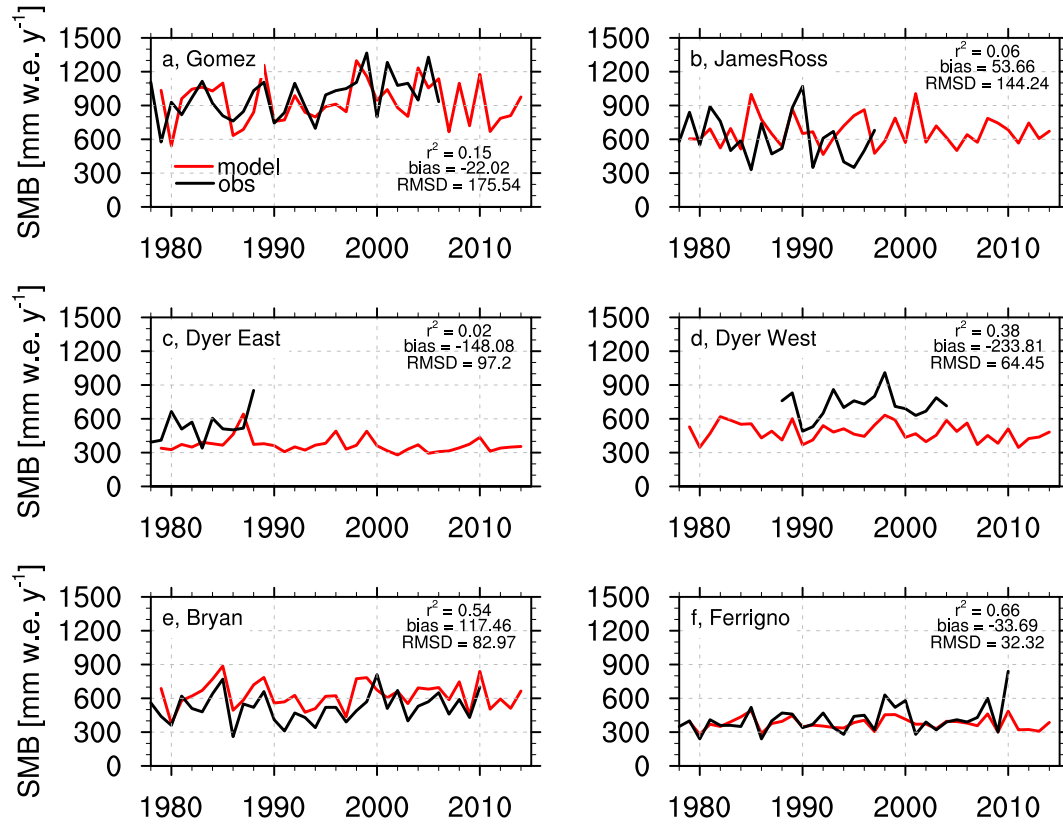 SMB [mm w.e. y⁻¹]
1500
1200
900
600
300
0
a, Gomez
model
obs
r² = 0.15
bias = -22.02
RMSD = 175.54
1980 1990 2000 2010
1500
1200
900
600
300
0
b, JamesRoss
r² = 0.06
bias = 53.66
RMSD = 144.24
1980 1990 2000 2010
SMB [mm w.e. y⁻¹]
1500
1200
900
600
300
0
c, Dyer East
r² = 0.02
bias = -148.08
RMSD = 97.2
1980 1990 2000 2010
1500
1200
900
600
300
0
d, Dyer West
r² = 0.38
bias = -233.81
RMSD = 64.45
1980 1990 2000 2010
SMB [mm w.e. y⁻¹]
1500
1200
900
600
300
0
e, Bryan
r² = 0.54
bias = 117.46
RMSD = 82.97
1980 1990 2000 2010
1500
1200
900
600
300
0
f, Ferrigno
r² = 0.66
bias = -33.69
RMSD = 32.32
1980 1990 2000 2010